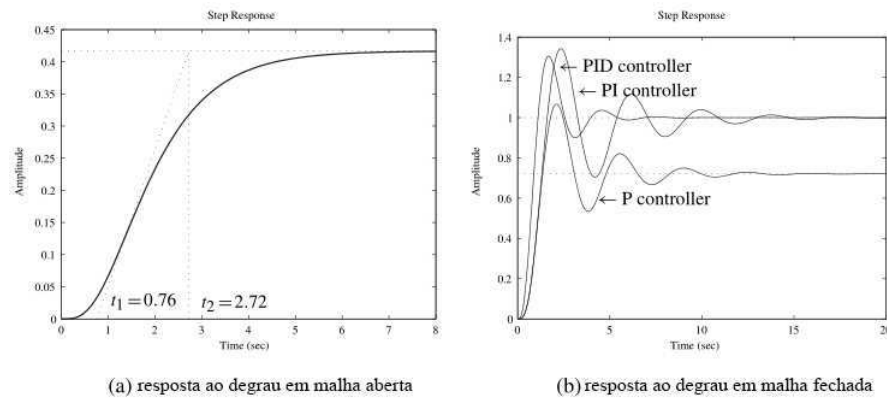 Step Response
0.45
0.4
0.35
0.3
0.25
0.2
0.15
0.1
0.05
0
Amplitude
t₁=0.76
t₂=2.72
0 1 2 3 4 5 6 7 8
Time (sec)
(a) resposta ao degrau em malha aberta
Step Response
1.4
1.2
1
0.8
0.6
0.4
0.2
0
Amplitude
← PID controller
← PI controller
← P controller
0 5 10 15 20
Time (sec)
(b) resposta ao degrau em malha fechada